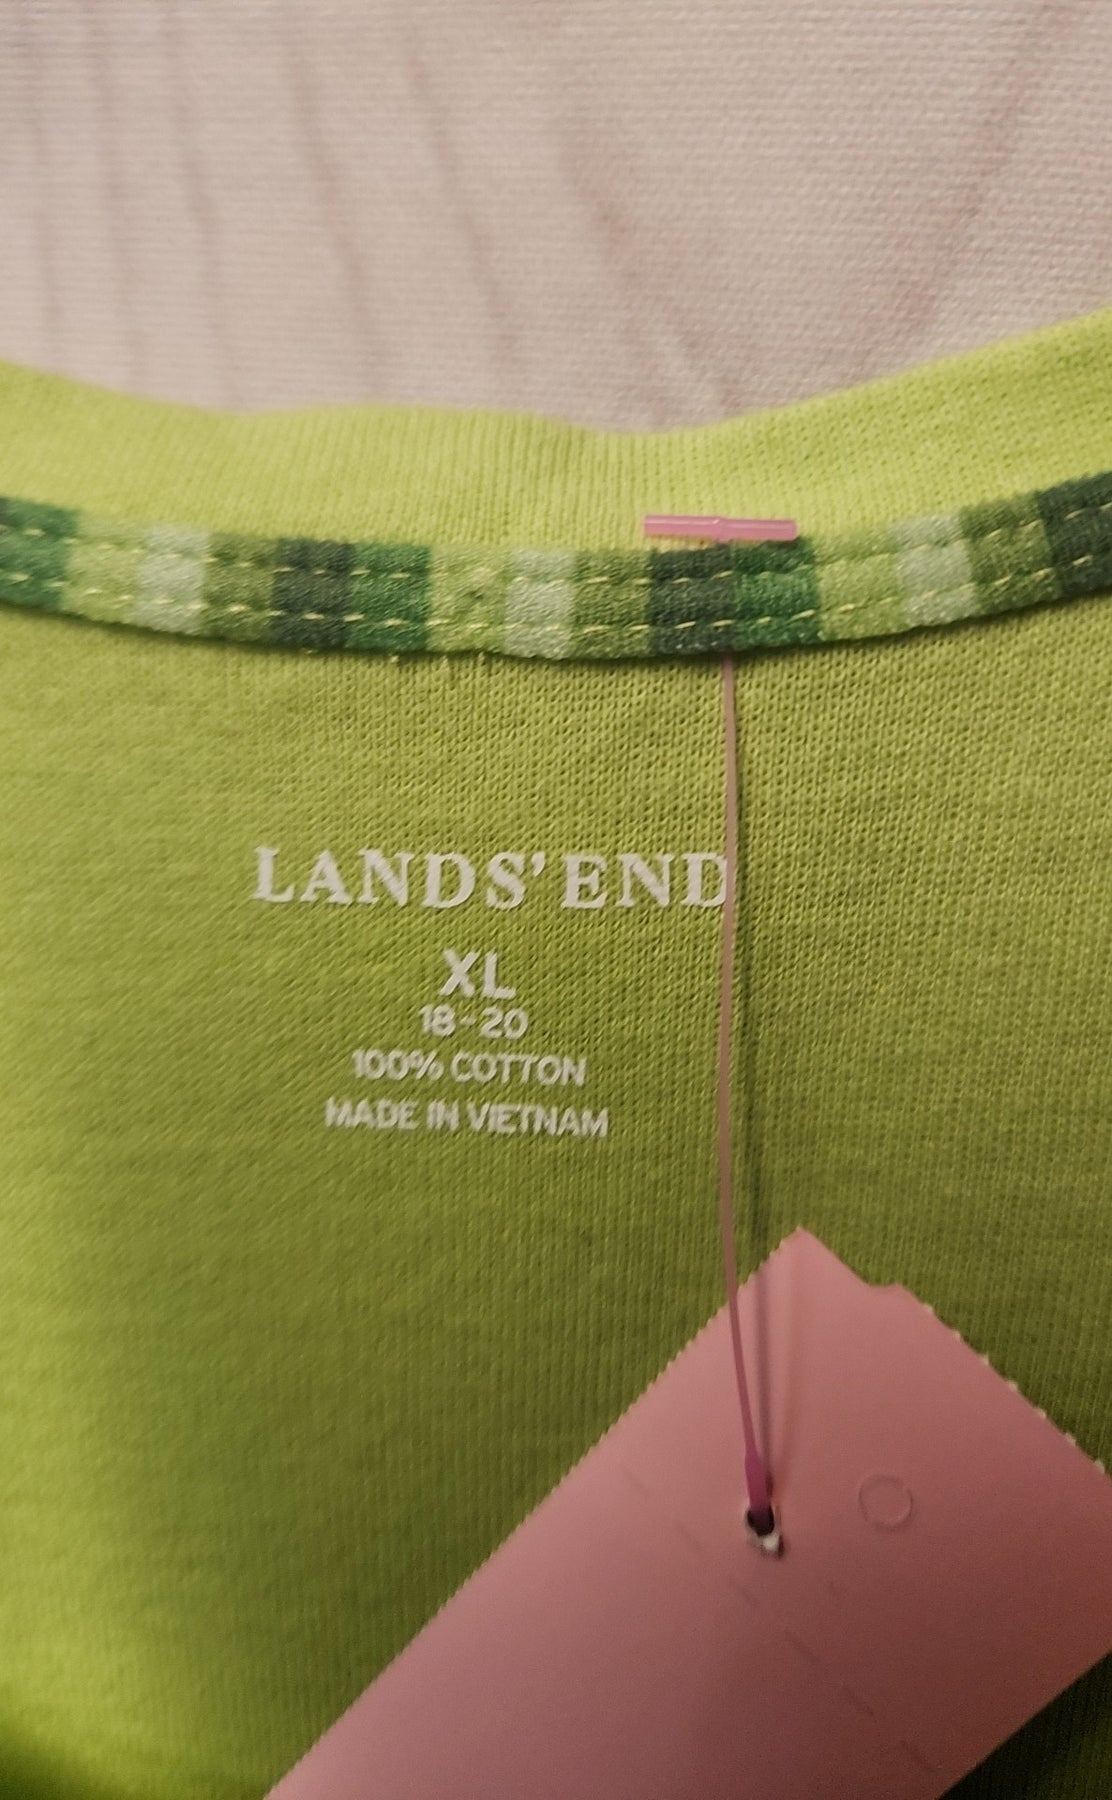 LANDS' END
XL
18-20
100% COTTON
MADE IN VIETNAM